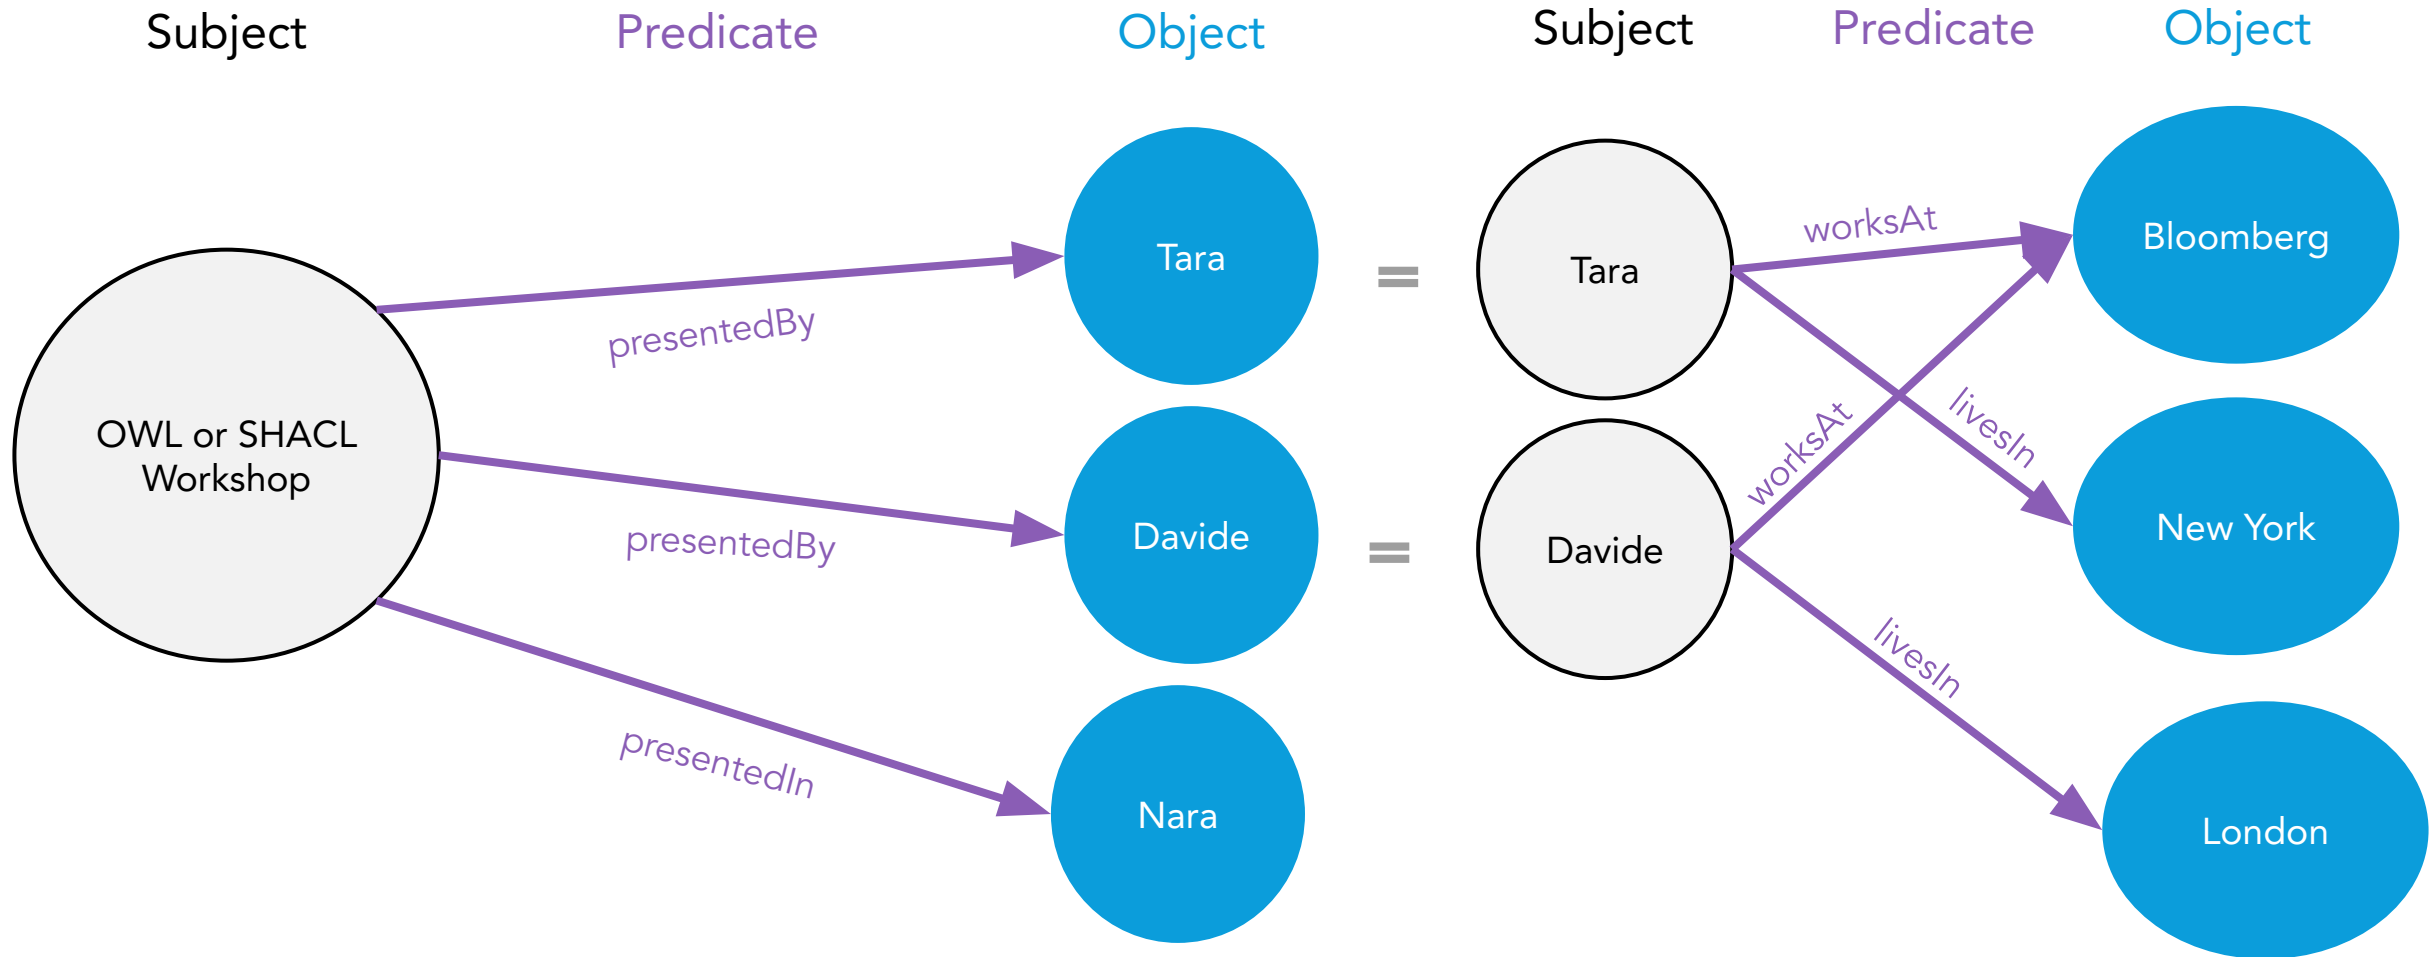 Subject
Predicate
Object
Subject
Predicate
Object
OWL or SHACL
Workshop
presentedBy
presentedBy
presentedIn
Tara
Davide
Nara
=
=
Tara
Davide
worksAt
livesIn
worksAt
livesIn
Bloomberg
New York
London